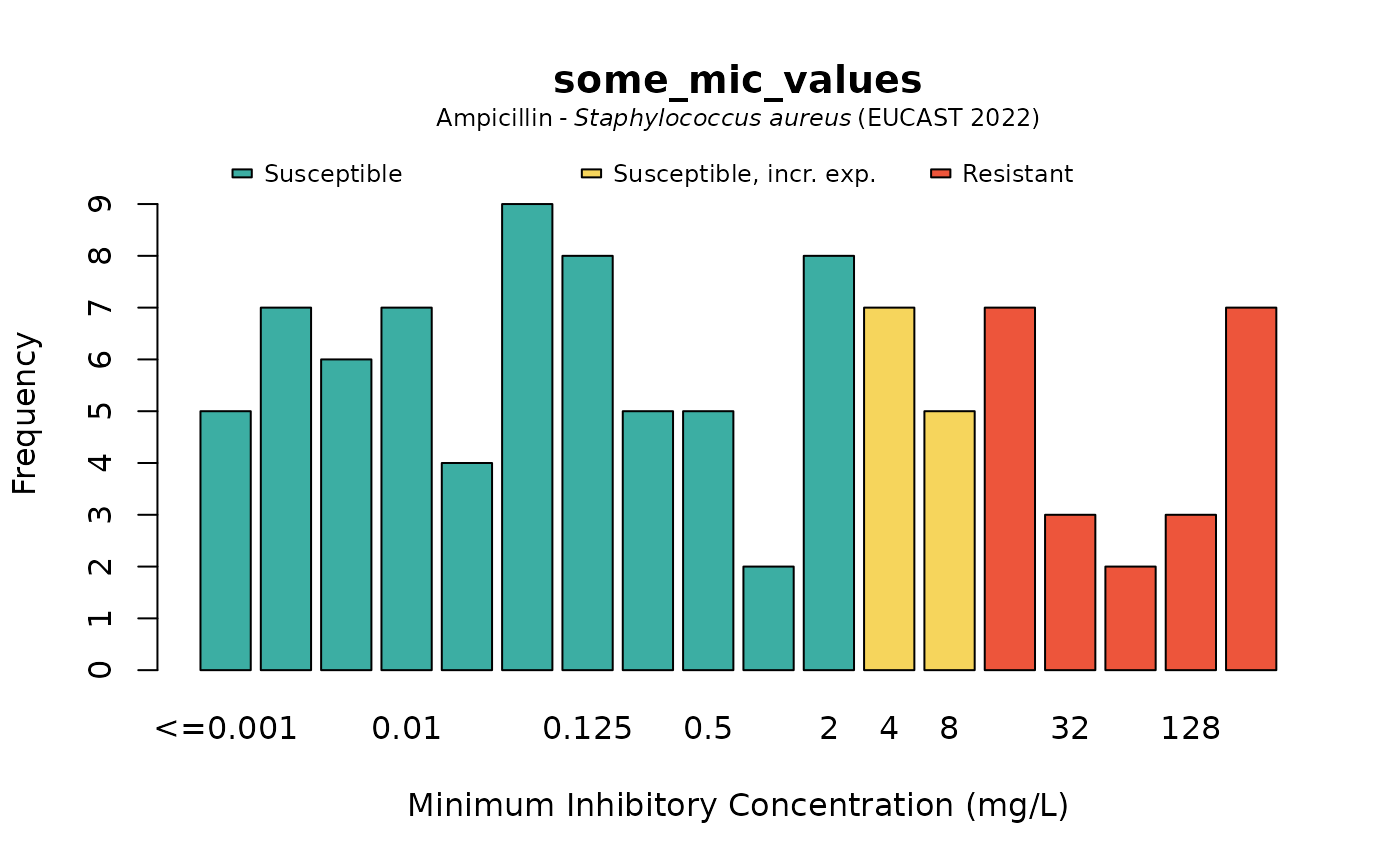 some_mic_values
Ampicillin - Staphylococcus aureus (EUCAST 2022)
Susceptible Susceptible, incr. exp. Resistant
Frequency
9
8
7
6
5
4
3
2
1
0
<=0.001 0.01 0.125 0.5 2 4 8 32 128
Minimum Inhibitory Concentration (mg/L)